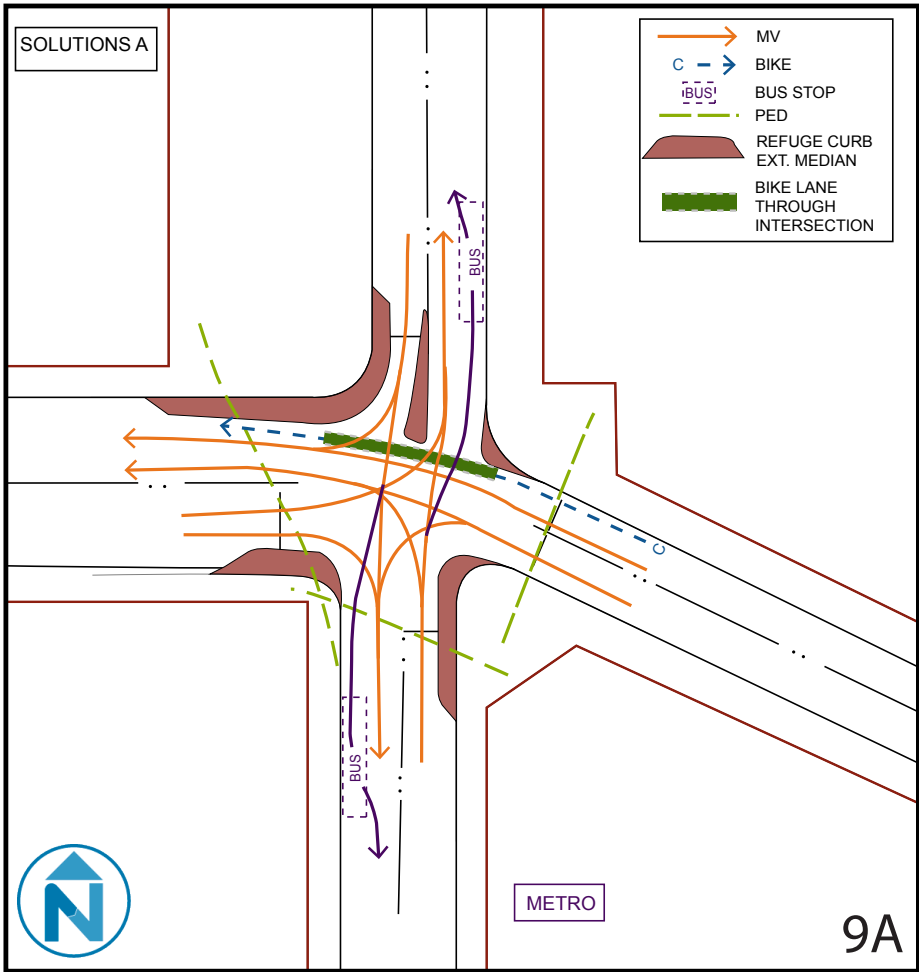 SOLUTIONS A
MV
C
BIKE
BUS
BUS STOP
PED
REFUGE CURB
EXT. MEDIAN
BIKE LANE
THROUGH
INTERSECTION
BUS
C
BUS
N
METRO
9A